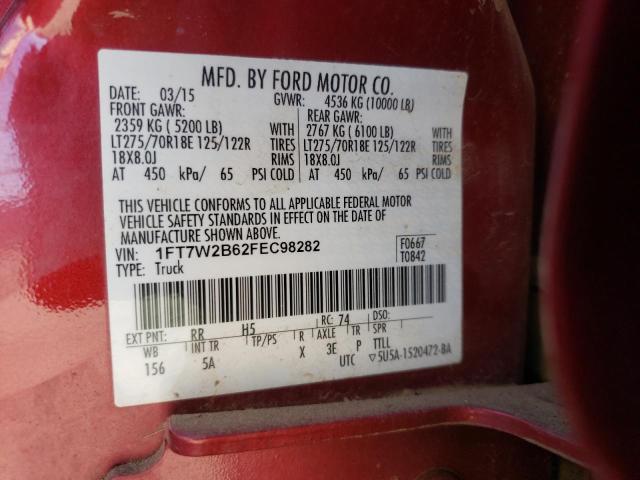 MFD. BY FORD MOTOR CO.
DATE: 03/15 GVWR: 4536 KG (10000 LB)
FRONT GAWR: REAR GAWR:
2359 KG (5200 LB) WITH 2767 KG (6100 LB) WITH
LT275/70R18E 125/122R TIRES LT275/70R18E 125/122R TIRES
18X8.0J RIMS 18X8.0J RIMS
AT 450 kPa/ 65 PSI COLD AT 450 kPa/ 65 PSI COLD
THIS VEHICLE CONFORMS TO ALL APPLICABLE FEDERAL MOTOR
VEHICLE SAFETY STANDARDS IN EFFECT ON THE DATE OF
MANUFACTURE SHOWN ABOVE.
VIN: 1FT7W2B62FEC98282 F0667
TYPE: Truck T0842
EXT PNT: RR H5 RC: 74 DSO:
WB INT TR TP/PS R AXLE TR SPR
156 5A X 3E P TTLL
UTC ▽5U5A-1520472-BA